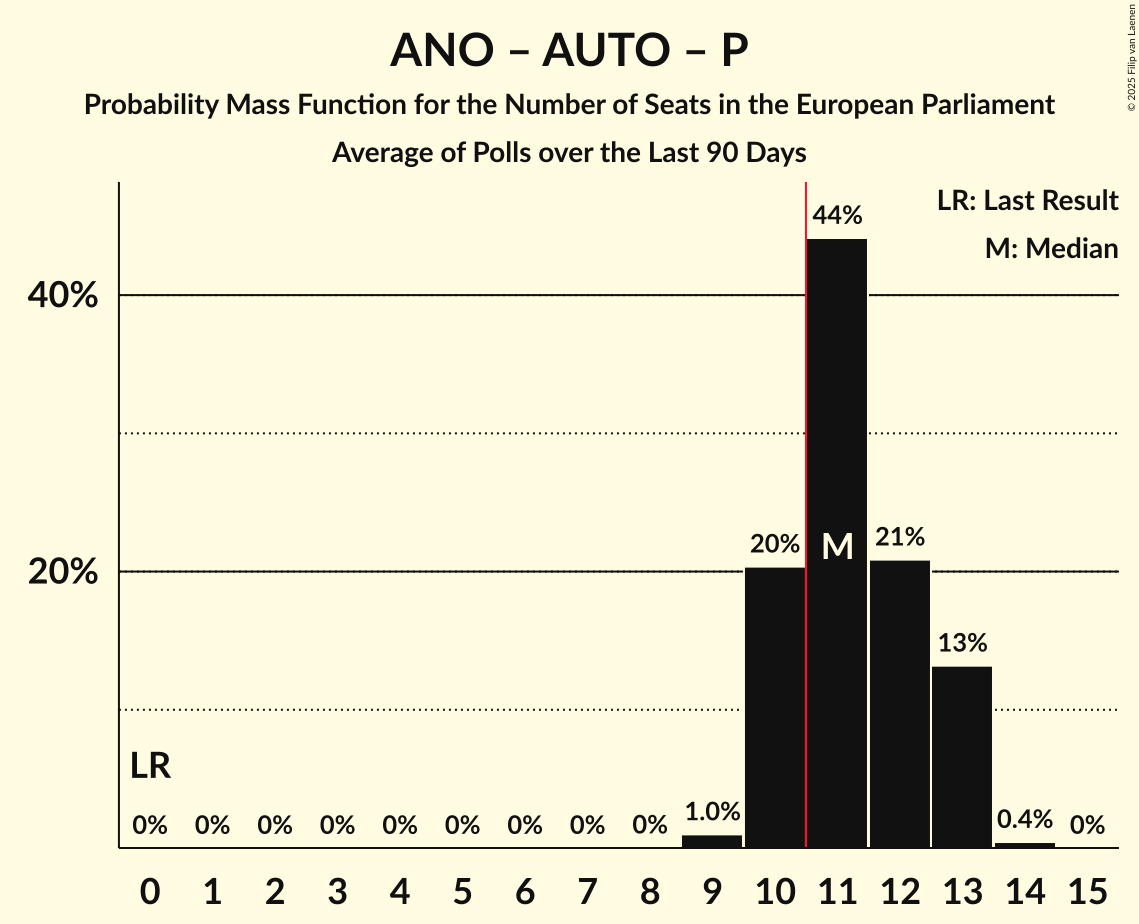 ANO – AUTO – P
Probability Mass Function for the Number of Seats in the European Parliament
Average of Polls over the Last 90 Days
© 2025 Filip van Laenen
LR: Last Result
M: Median
44%
40%
20%
M
21%
20%
13%
LR
0% 0% 0% 0% 0% 0% 0% 0% 0% 1.0% 0.4% 0%
0 1 2 3 4 5 6 7 8 9 10 11 12 13 14 15